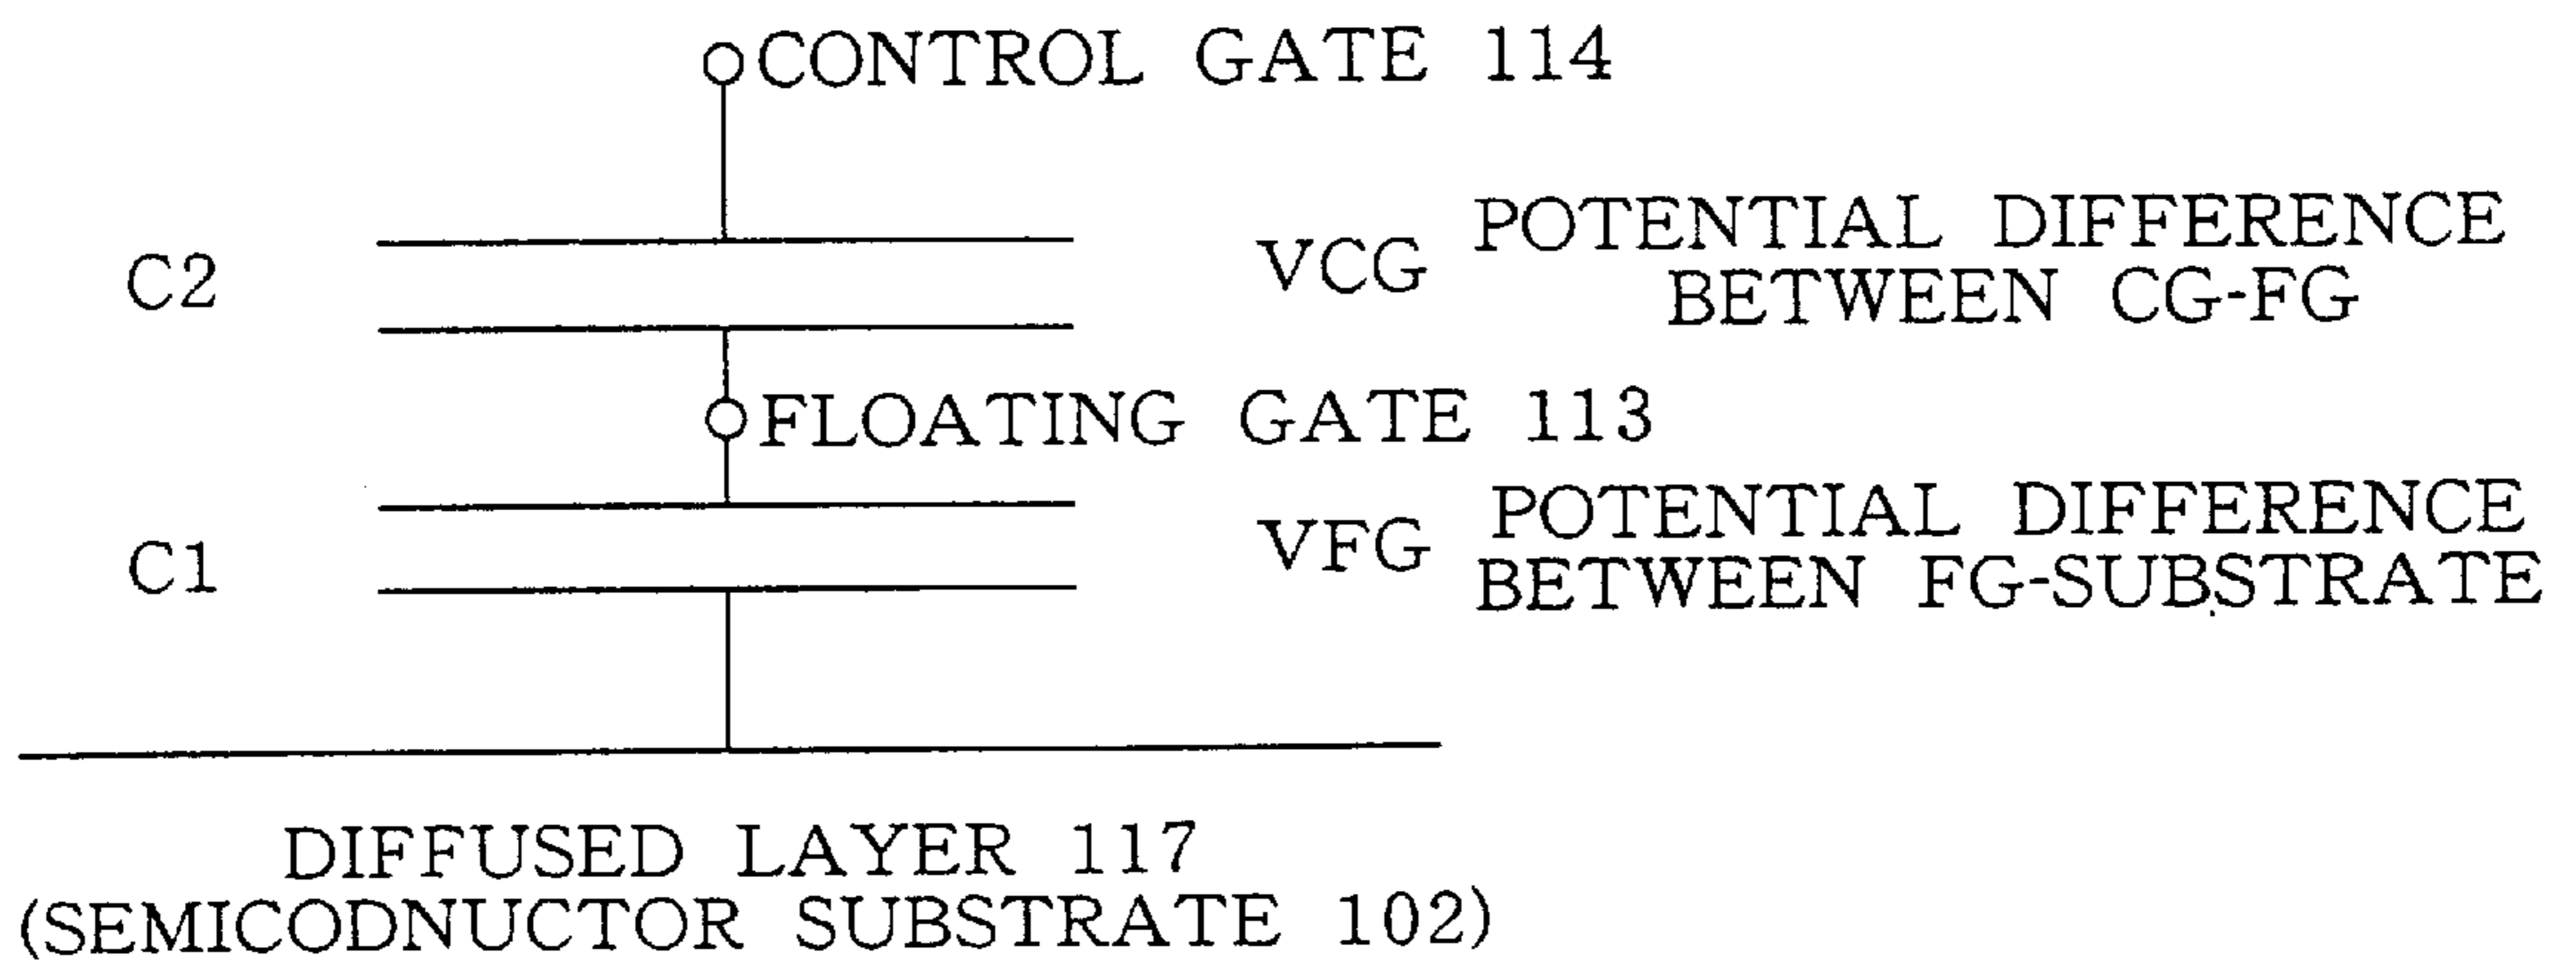 CONTROL GATE 114
C2
VCG
POTENTIAL DIFFERENCE
BETWEEN CG-FG
FLOATING GATE 113
C1
VFG
POTENTIAL DIFFERENCE
BETWEEN FG-SUBSTRATE
DIFFUSED LAYER 117
(SEMICODNUCTOR SUBSTRATE 102)